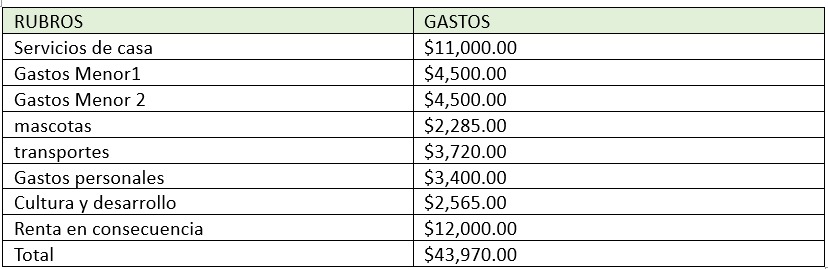 RUBROS GASTOS
Servicios de casa $11,000.00
Gastos Menor1 $4,500.00
Gastos Menor 2 $4,500.00
mascotas $2,285.00
transportes $3,720.00
Gastos personales $3,400.00
Cultura y desarrollo $2,565.00
Renta en consecuencia $12,000.00
Total $43,970.00